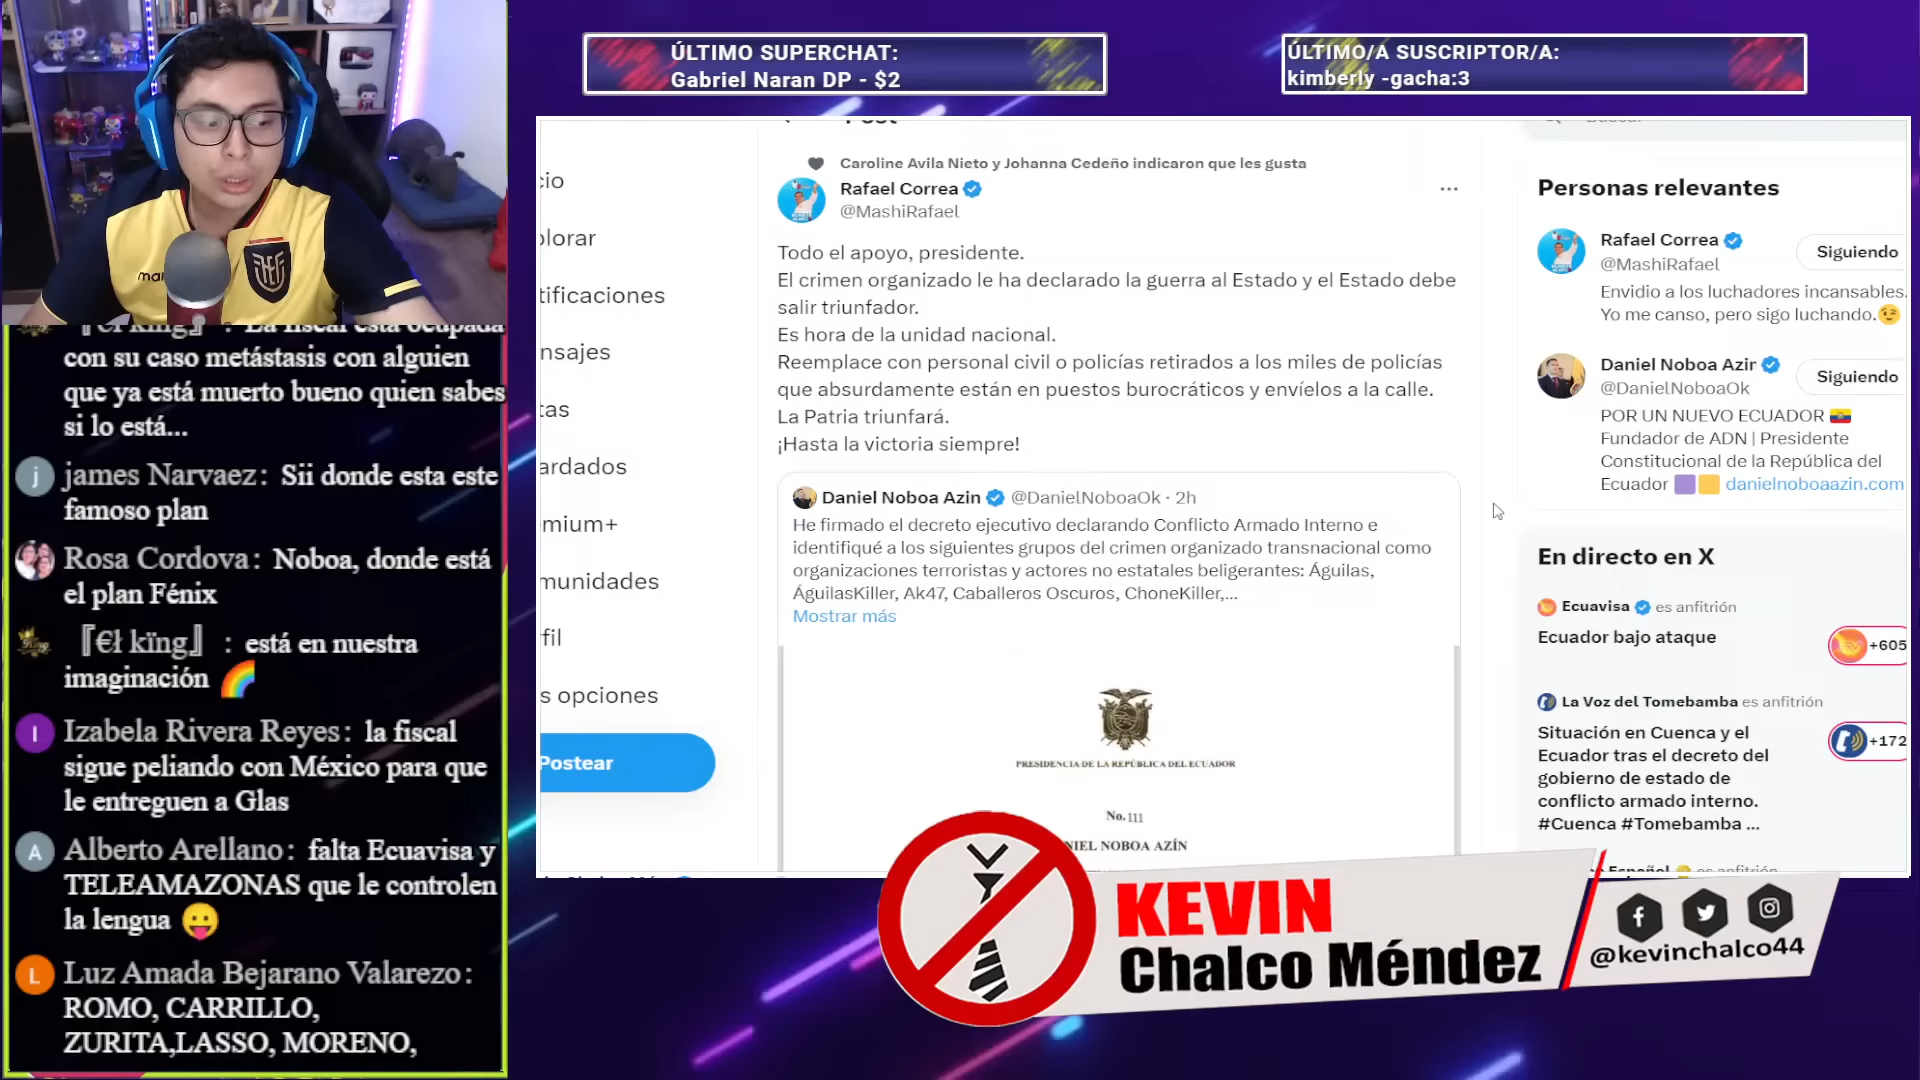 ÚLTIMO SUPERCHAT:
Gabriel Naran DP - $2
ÚLTIMO/A SUSCRIPTOR/A:
kimberly -gacha:3
『€ł kïng』 : La fiscal está ocupada
con su caso metástasis con alguien
que ya está muerto bueno quien sabes
si lo está...
j
james Narvaez: Sii donde esta este
famoso plan
Rosa Cordova: Noboa, donde está
el plan Fénix
『€ł kïng』 : está en nuestra
imaginación 🌈
I
Izabela Rivera Reyes: la fiscal
sigue peliando con México para que
le entreguen a Glas
A
Alberto Arellano: falta Ecuavisa y
TELEAMAZONAS que le controlen
la lengua 😛
L
Luz Amada Bejarano Valarezo:
ROMO, CARRILLO,
ZURITA,LASSO, MORENO,
cio
plorar
tificaciones
nsajes
tas
ardados
emium+
munidades
fil
s opciones
Postear
Post
Caroline Avila Nieto y Johanna Cedeño indicaron que les gusta
Rafael Correa
@MashiRafael
Todo el apoyo, presidente.
El crimen organizado le ha declarado la guerra al Estado y el Estado debe
salir triunfador.
Es hora de la unidad nacional.
Reemplace con personal civil o policías retirados a los miles de policías
que absurdamente están en puestos burocráticos y envíelos a la calle.
La Patria triunfará.
¡Hasta la victoria siempre!
Daniel Noboa Azin @DanielNoboaOk · 2h
He firmado el decreto ejecutivo declarando Conflicto Armado Interno e
identifiqué a los siguientes grupos del crimen organizado transnacional como
organizaciones terroristas y actores no estatales beligerantes: Águilas,
ÁguilasKiller, Ak47, Caballeros Oscuros, ChoneKiller,...
Mostrar más
PRESIDENCIA DE LA REPÚBLICA DEL ECUADOR
No. 111
NIEL NOBOA AZÍN
Personas relevantes
Rafael Correa
@MashiRafael
Siguiendo
Envidio a los luchadores incansables.
Yo me canso, pero sigo luchando.😉
Daniel Noboa Azin
@DanielNoboaOk
Siguiendo
POR UN NUEVO ECUADOR 🇪🇨
Fundador de ADN | Presidente
Constitucional de la República del
Ecuador 🟪🟨 danielnoboaazin.com
En directo en X
Ecuavisa es anfitrión
Ecuador bajo ataque
+605
La Voz del Tomebamba es anfitrión
Situación en Cuenca y el
Ecuador tras el decreto del
gobierno de estado de
conflicto armado interno.
#Cuenca #Tomebamba ...
+172
Español es anfitrión
KEVIN
Chalco Méndez
@kevinchalco44